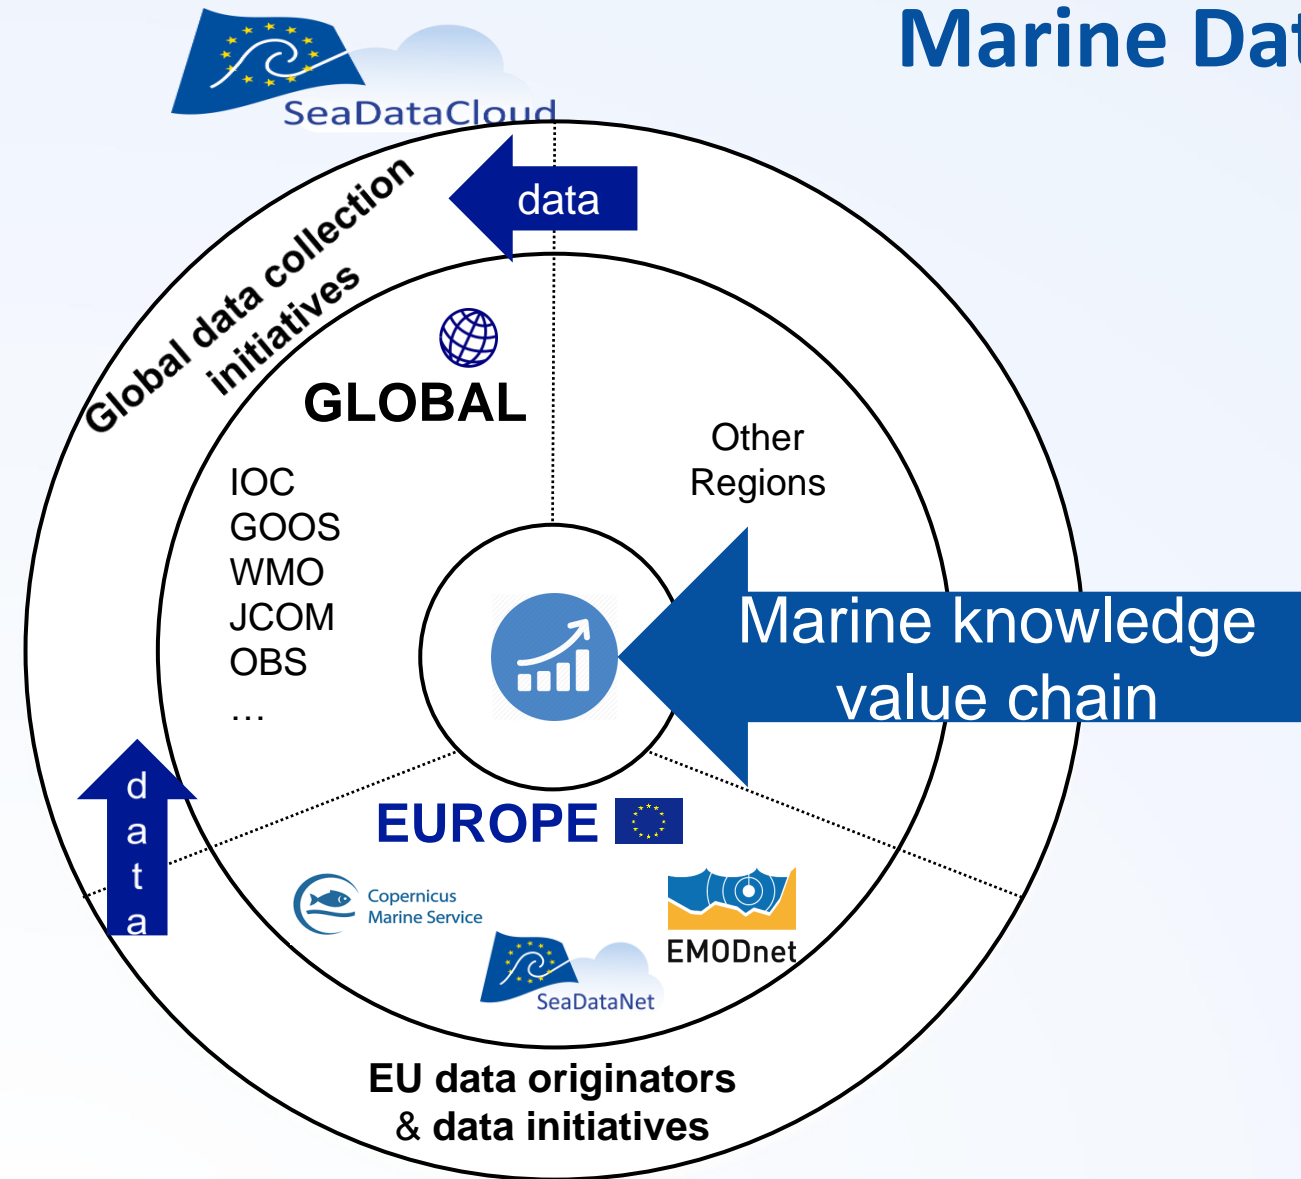 Marine Dat
SeaDataCloud
data
Global data collection
initiatives
GLOBAL
Other
Regions
IOC
GOOS
WMO
JCOM
OBS
…
Marine knowledge
value chain
data
EUROPE
Copernicus
Marine Service
EMODnet
SeaDataNet
EU data originators
& data initiatives